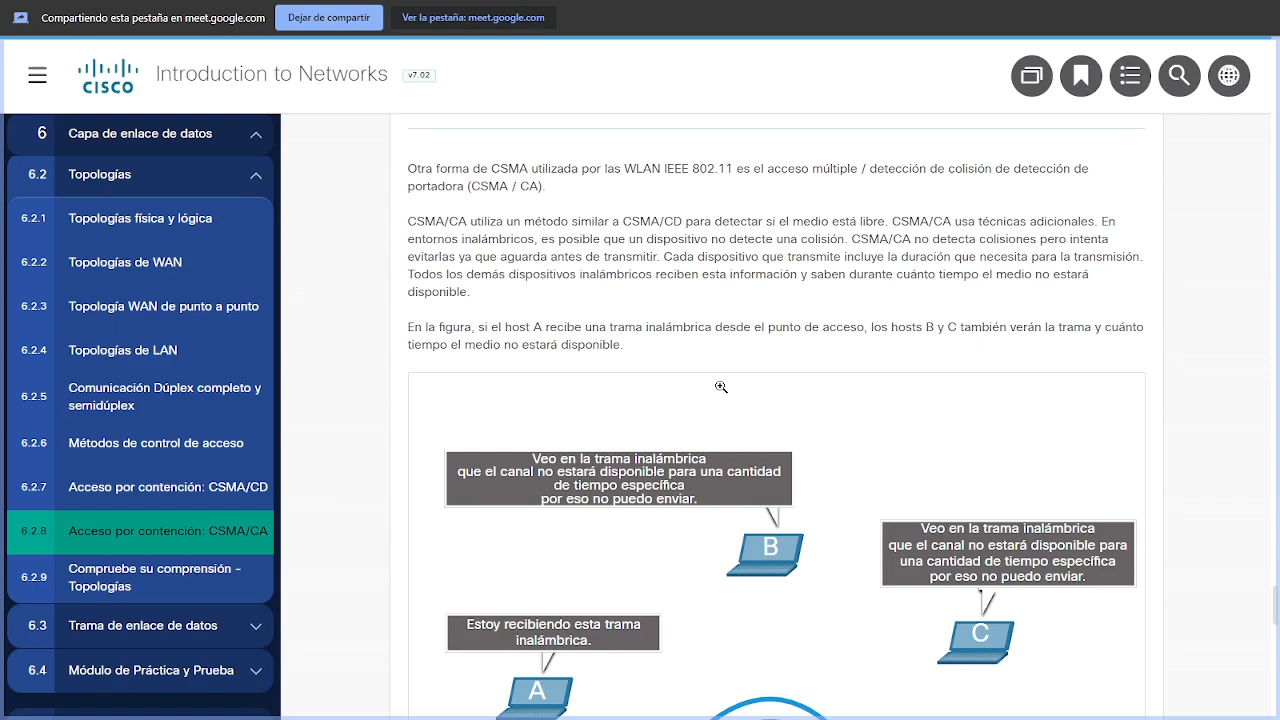 Compartiendo esta pestaña en meet.google.com
Dejar de compartir
Ver la pestaña: meet.google.com
CISCO
Introduction to Networks
v7.02
6 Capa de enlace de datos
6.2 Topologías
6.2.1 Topologías física y lógica
6.2.2 Topologías de WAN
6.2.3 Topología WAN de punto a punto
6.2.4 Topologías de LAN
6.2.5 Comunicación Dúplex completo y
semidúplex
6.2.6 Métodos de control de acceso
6.2.7 Acceso por contención: CSMA/CD
6.2.8 Acceso por contención: CSMA/CA
6.2.9 Compruebe su comprensión -
Topologías
6.3 Trama de enlace de datos
6.4 Módulo de Práctica y Prueba
Otra forma de CSMA utilizada por las WLAN IEEE 802.11 es el acceso múltiple / detección de colisión de detección de
portadora (CSMA / CA).
CSMA/CA utiliza un método similar a CSMA/CD para detectar si el medio está libre. CSMA/CA usa técnicas adicionales. En
entornos inalámbricos, es posible que un dispositivo no detecte una colisión. CSMA/CA no detecta colisiones pero intenta
evitarlas ya que aguarda antes de transmitir. Cada dispositivo que transmite incluye la duración que necesita para la transmisión.
Todos los demás dispositivos inalámbricos reciben esta información y saben durante cuánto tiempo el medio no estará
disponible.
En la figura, si el host A recibe una trama inalámbrica desde el punto de acceso, los hosts B y C también verán la trama y cuánto
tiempo el medio no estará disponible.
Veo en la trama inalámbrica
que el canal no estará disponible para una cantidad
de tiempo específica
por eso no puedo enviar.
B
Veo en la trama inalámbrica
que el canal no estará disponible para
una cantidad de tiempo específica
por eso no puedo enviar.
C
Estoy recibiendo esta trama
inalámbrica.
A